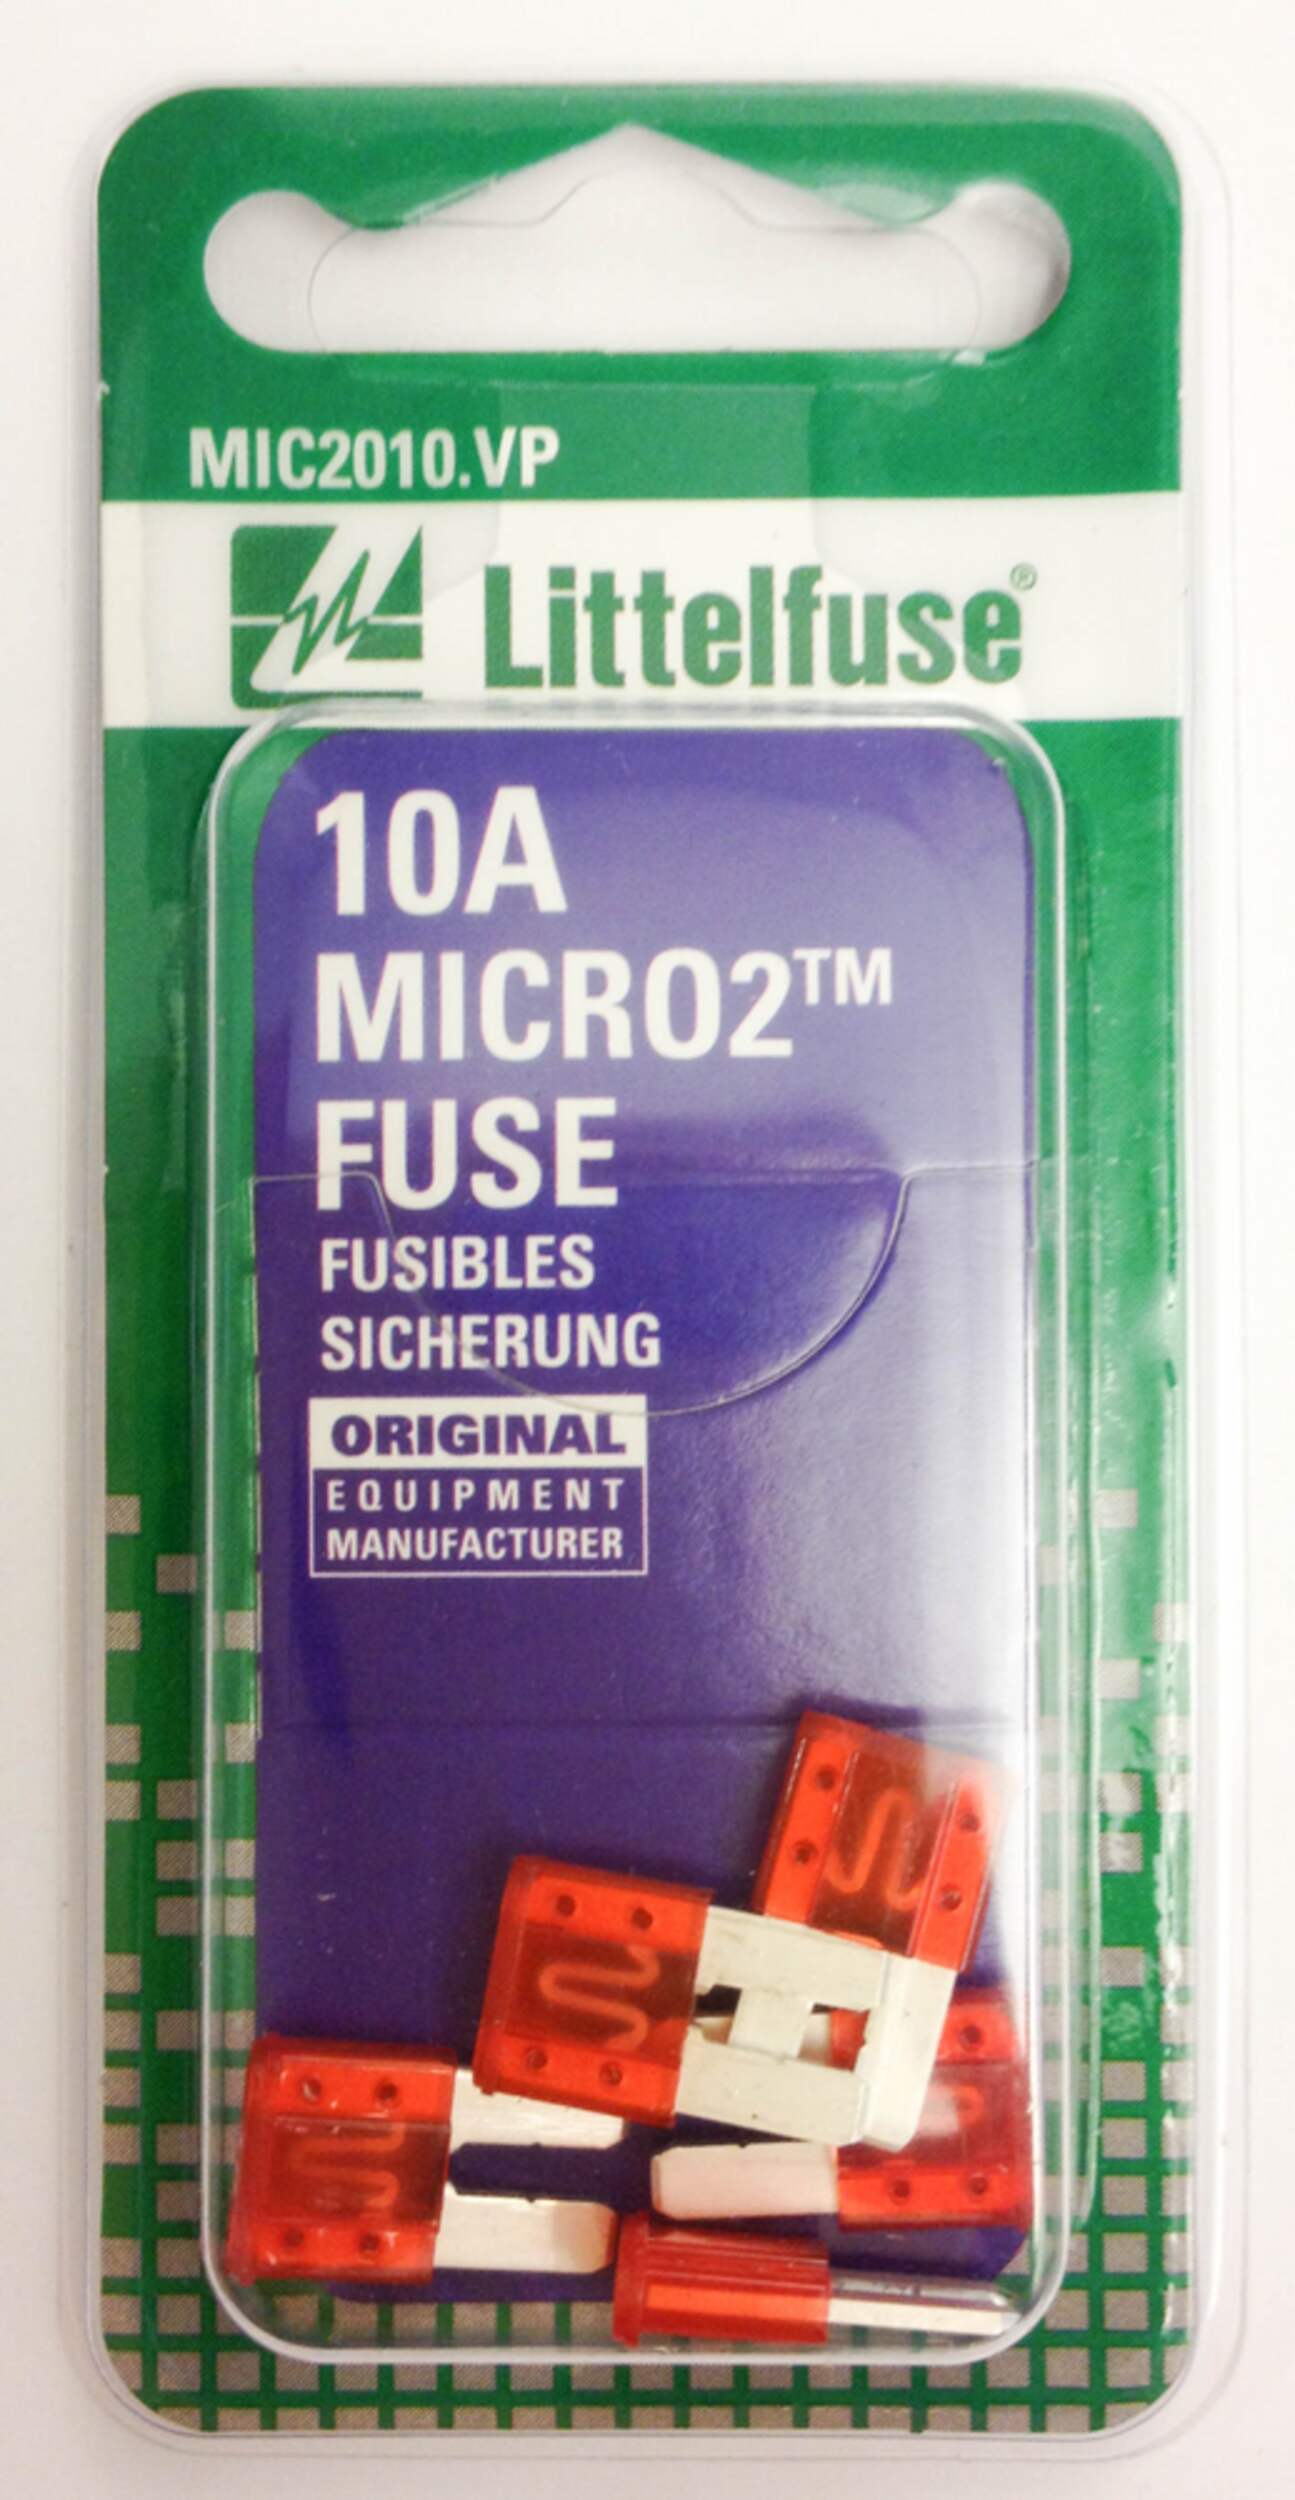 MIC2010.VP
Littelfuse®
10A
MICRO2™
FUSE
FUSIBLES
SICHERUNG
ORIGINAL
EQUIPMENT
MANUFACTURER